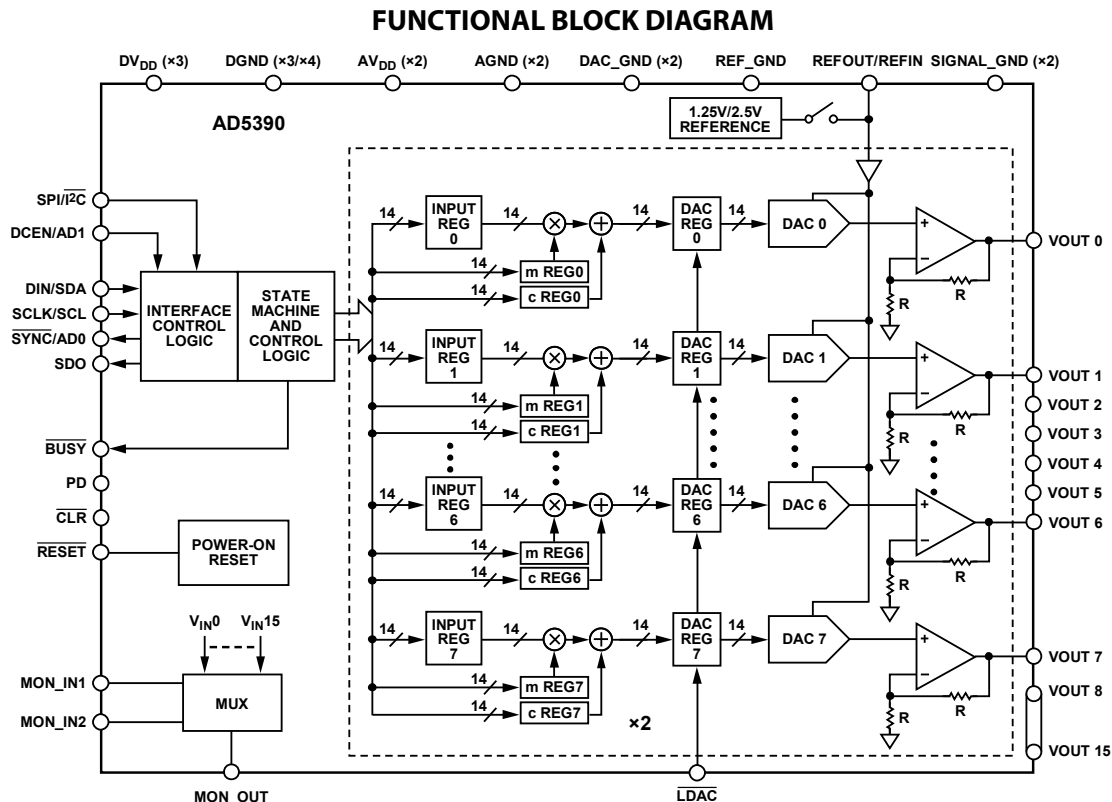 FUNCTIONAL BLOCK DIAGRAM
DVDD (×3)
DGND (×3/×4)
AVDD (×2)
AGND (×2)
DAC_GND (×2)
REF_GND
REFOUT/REFIN
SIGNAL_GND (×2)
AD5390
1.25V/2.5V
REFERENCE
SPI/I2C
DCEN/AD1
DIN/SDA
SCLK/SCL
SYNC/AD0
SDO
BUSY
PD
CLR
RESET
MON_IN1
MON_IN2
INTERFACE
CONTROL
LOGIC
STATE
MACHINE
AND
CONTROL
LOGIC
POWER-ON
RESET
VIN0
VIN15
MUX
MON_OUT
14
INPUT
REG
0
14
14
DAC
REG
0
14
DAC 0
+
−
R
R
VOUT 0
14
m REG0
14
c REG0
14
INPUT
REG
1
14
14
DAC
REG
1
14
DAC 1
+
−
R
R
VOUT 1
14
m REG1
14
c REG1
VOUT 2
VOUT 3
VOUT 4
VOUT 5
14
INPUT
REG
6
14
14
DAC
REG
6
14
DAC 6
+
−
R
R
VOUT 6
14
m REG6
14
c REG6
14
INPUT
REG
7
14
14
DAC
REG
7
14
DAC 7
+
−
R
R
VOUT 7
14
m REG7
14
c REG7
×2
VOUT 8
VOUT 15
LDAC